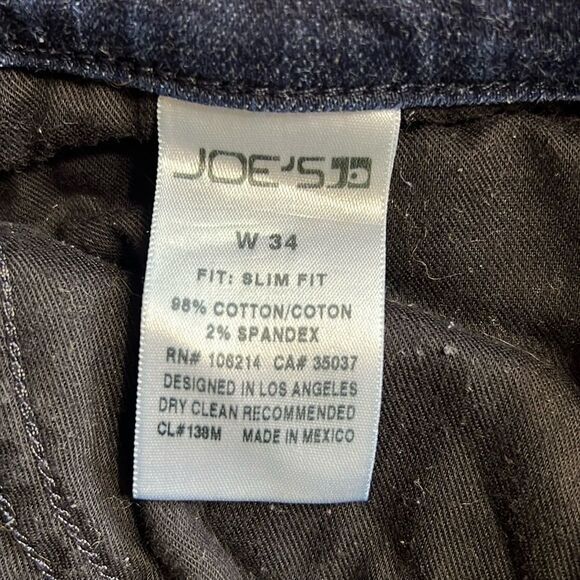 JOE'S
W 34
FIT: SLIM FIT
98% COTTON/COTON
2% SPANDEX
RN# 106214 CA# 35037
DESIGNED IN LOS ANGELES
DRY CLEAN RECOMMENDED
CL#138M MADE IN MEXICO